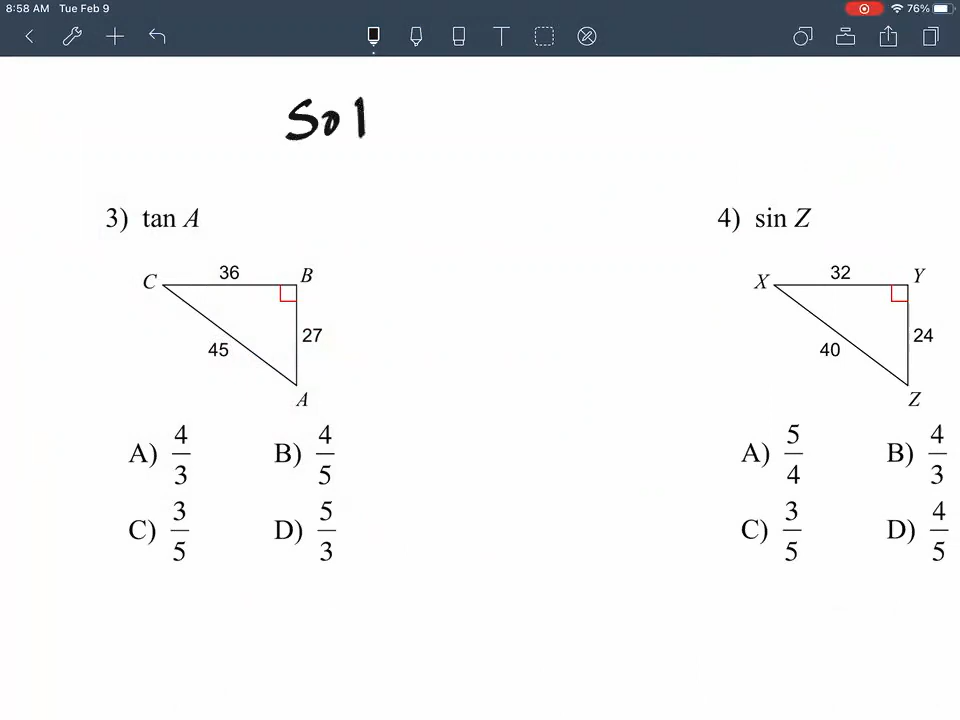 8:58 AM Tue Feb 9
76%
T
So1
3) tan A
C
36
B
27
45
A
A) 4/3 B) 4/5
C) 3/5 D) 5/3
4) sin Z
X
32
Y
24
40
Z
A) 5/4 B) 4/3
C) 3/5 D) 4/5